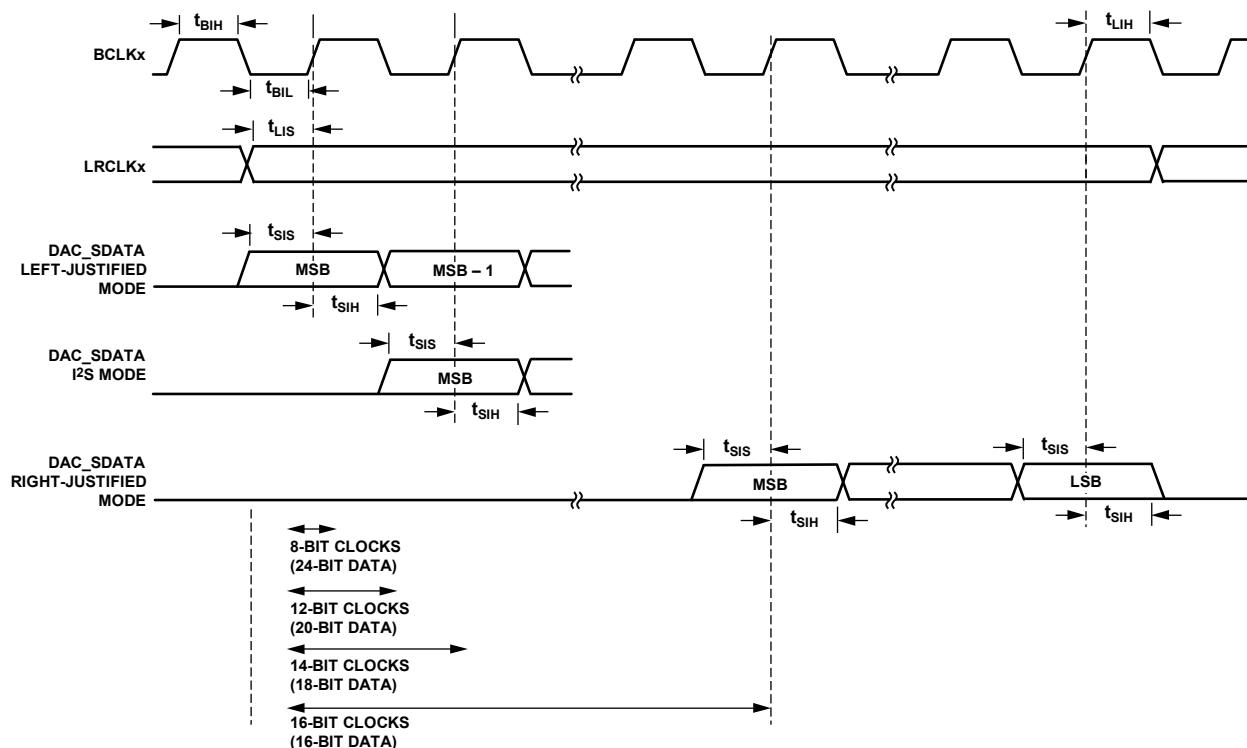 tBIH
tLIH
BCLKx
tBIL
tLIS
LRCLKx
tSIS
DAC_SDATA
LEFT-JUSTIFIED
MODE
MSB
MSB – 1
tSIH
tSIS
DAC_SDATA
I2S MODE
MSB
tSIH
tSIS
tSIS
DAC_SDATA
RIGHT-JUSTIFIED
MODE
MSB
LSB
tSIH
tSIH
8-BIT CLOCKS
(24-BIT DATA)
12-BIT CLOCKS
(20-BIT DATA)
14-BIT CLOCKS
(18-BIT DATA)
16-BIT CLOCKS
(16-BIT DATA)